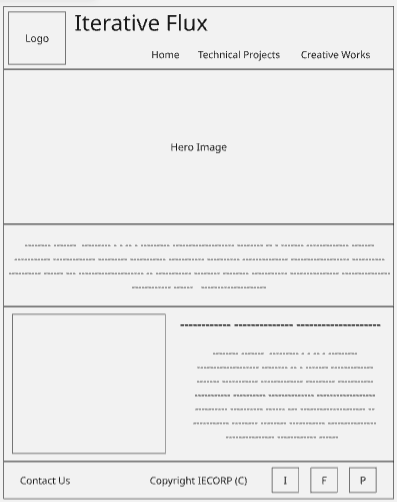 Logo
Iterative Flux
Home Technical Projects Creative Works
Hero Image
Contact Us Copyright IECORP (C) I F P